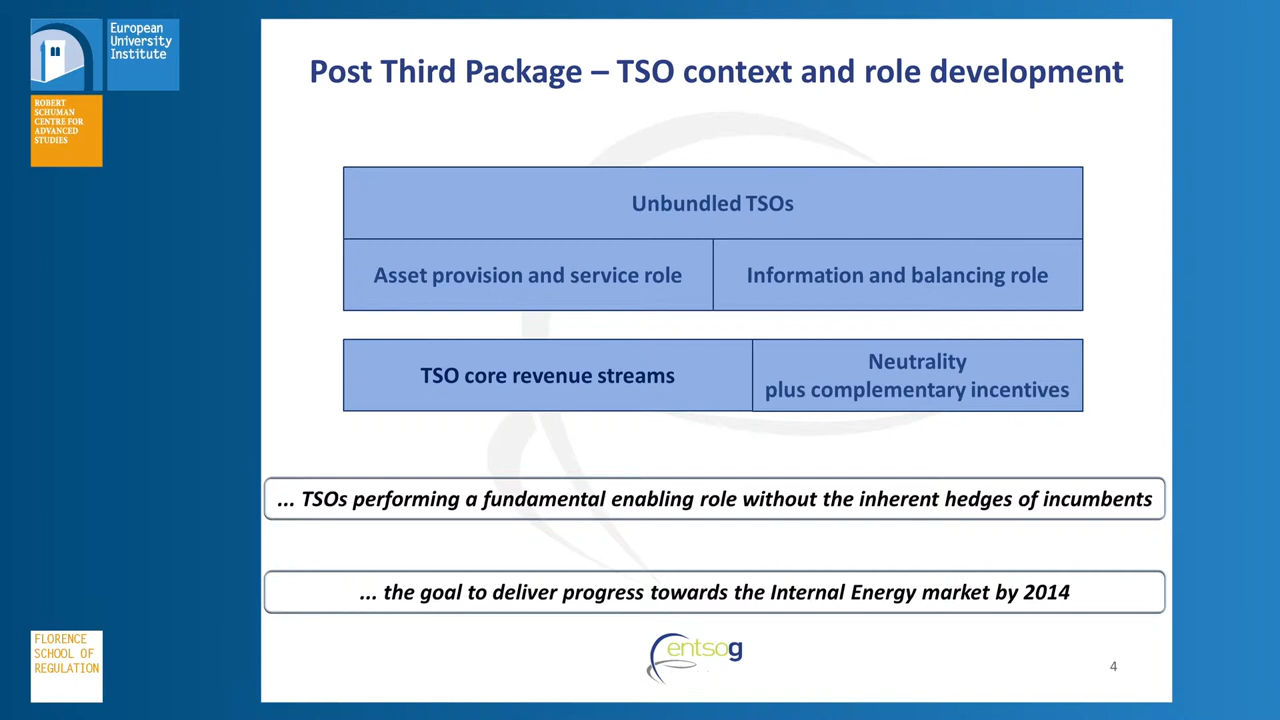 European
University
Institute
ROBERT
SCHUMAN
CENTRE FOR
ADVANCED
STUDIES
Post Third Package – TSO context and role development
Unbundled TSOs
Asset provision and service role
Information and balancing role
TSO core revenue streams
Neutrality
plus complementary incentives
... TSOs performing a fundamental enabling role without the inherent hedges of incumbents
... the goal to deliver progress towards the Internal Energy market by 2014
FLORENCE
SCHOOL OF
REGULATION
entsog
4